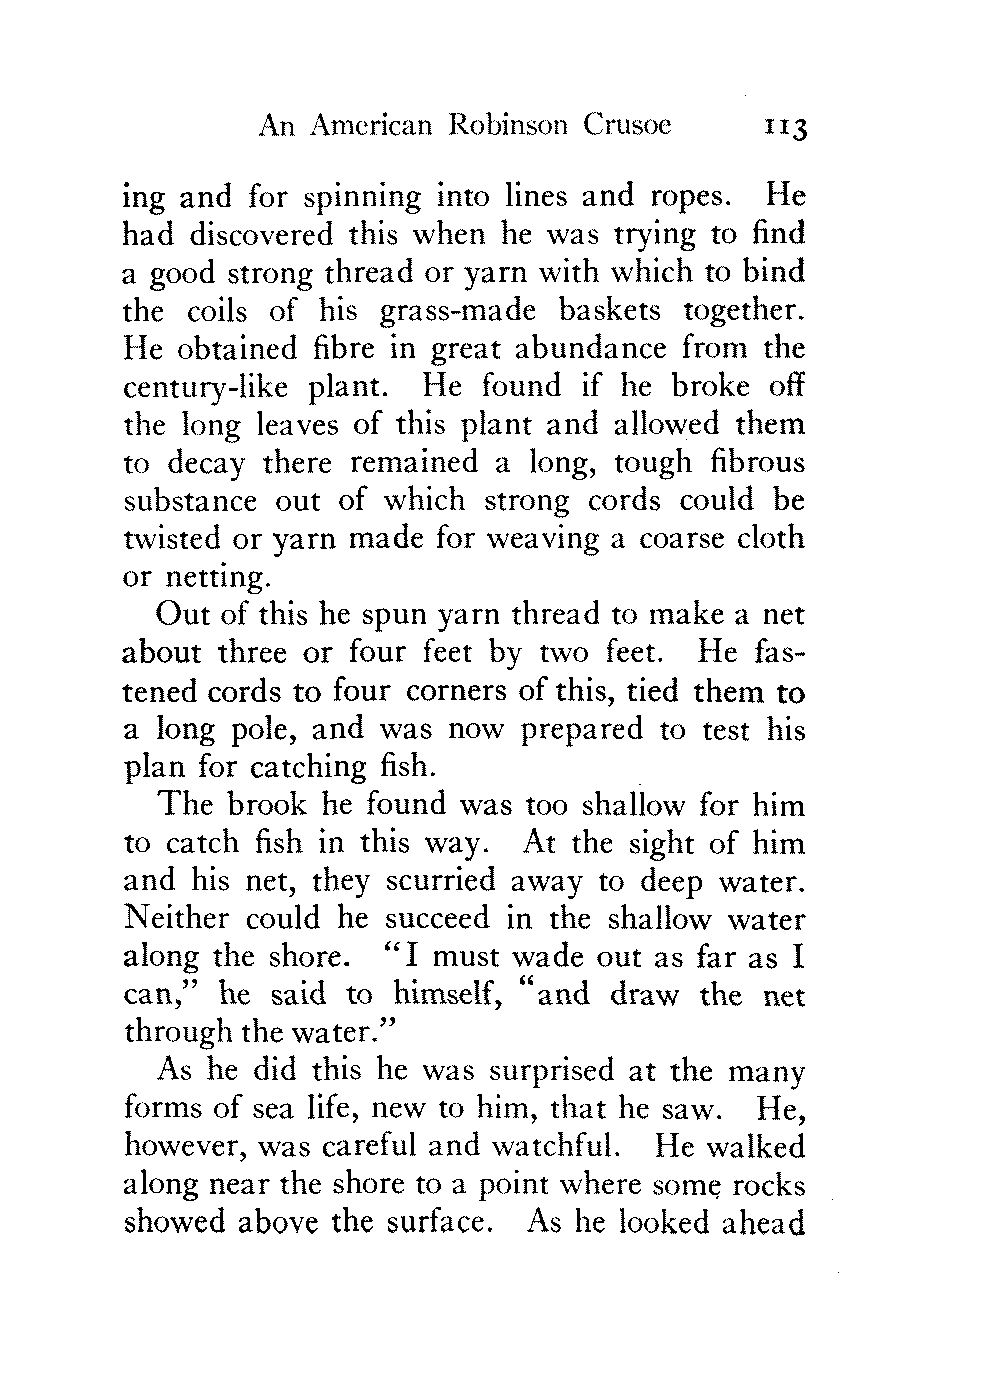 An American Robinson Crusoe 113
ing and for spinning into lines and ropes. He
had discovered this when he was trying to find
a good strong thread or yarn with which to bind
the coils of his grass-made baskets together.
He obtained fibre in great abundance from the
century-like plant. He found if he broke off
the long leaves of this plant and allowed them
to decay there remained a long, tough fibrous
substance out of which strong cords could be
twisted or yarn made for weaving a coarse cloth
or netting.
Out of this he spun yarn thread to make a net
about three or four feet by two feet. He fas-
tened cords to four corners of this, tied them to
a long pole, and was now prepared to test his
plan for catching fish.
The brook he found was too shallow for him
to catch fish in this way. At the sight of him
and his net, they scurried away to deep water.
Neither could he succeed in the shallow water
along the shore. "I must wade out as far as I
can," he said to himself, "and draw the net
through the water."
As he did this he was surprised at the many
forms of sea life, new to him, that he saw. He,
however, was careful and watchful. He walked
along near the shore to a point where some rocks
showed above the surface. As he looked ahead